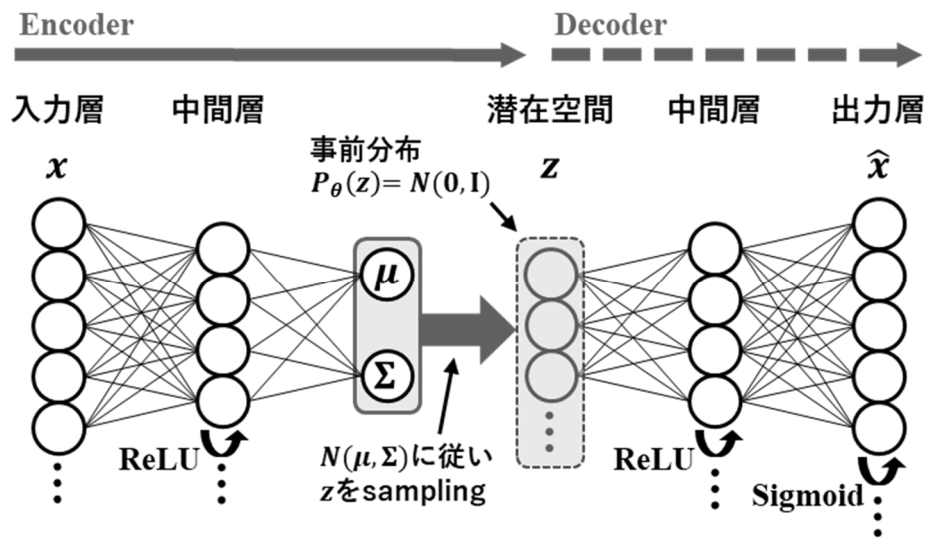 Encoder
Decoder
入力層
中間層
潜在空間
中間層
出力層
x
事前分布
P_θ(z)= N(0, I)
z
x̂
μ
Σ
ReLU
N(μ, Σ)に従い
zをsampling
ReLU
Sigmoid